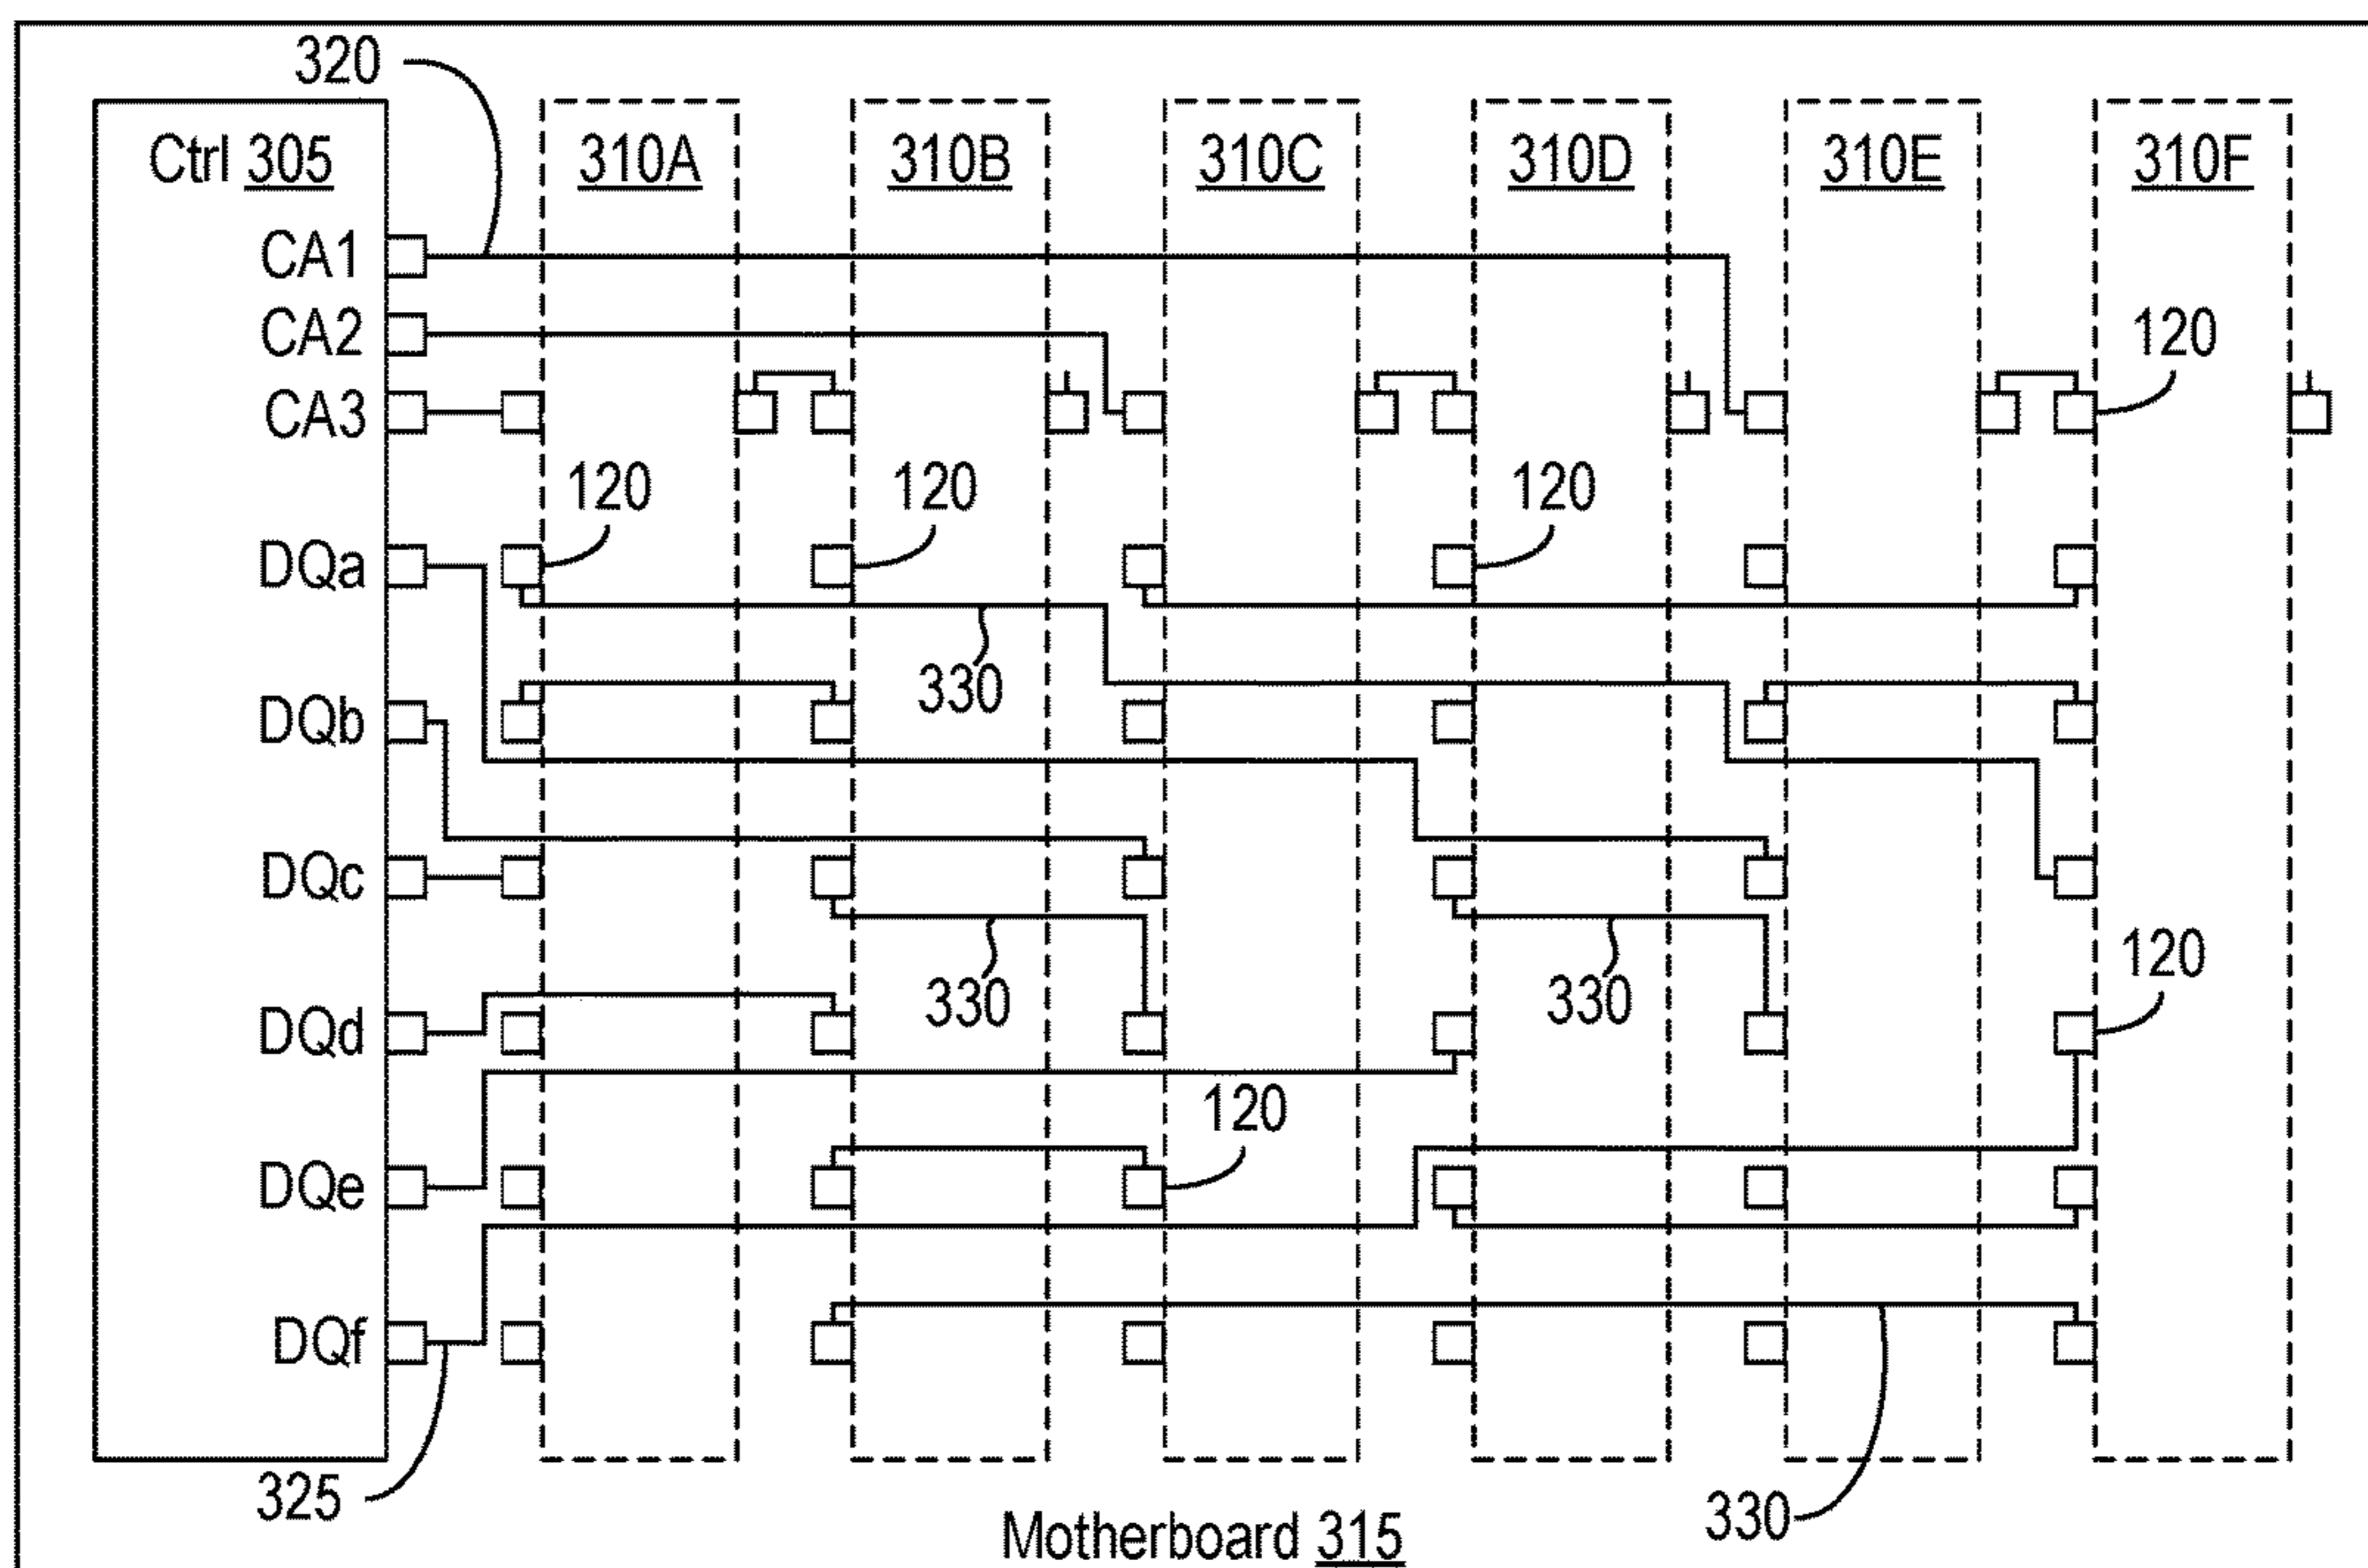 320
Ctrl 305
310A
310B
310C
310D
310E
310F
CA1
CA2
120
CA3
120
120
120
DQa
330
DQb
DQc
120
330
330
DQd
120
DQe
DQf
325
330
Motherboard 315